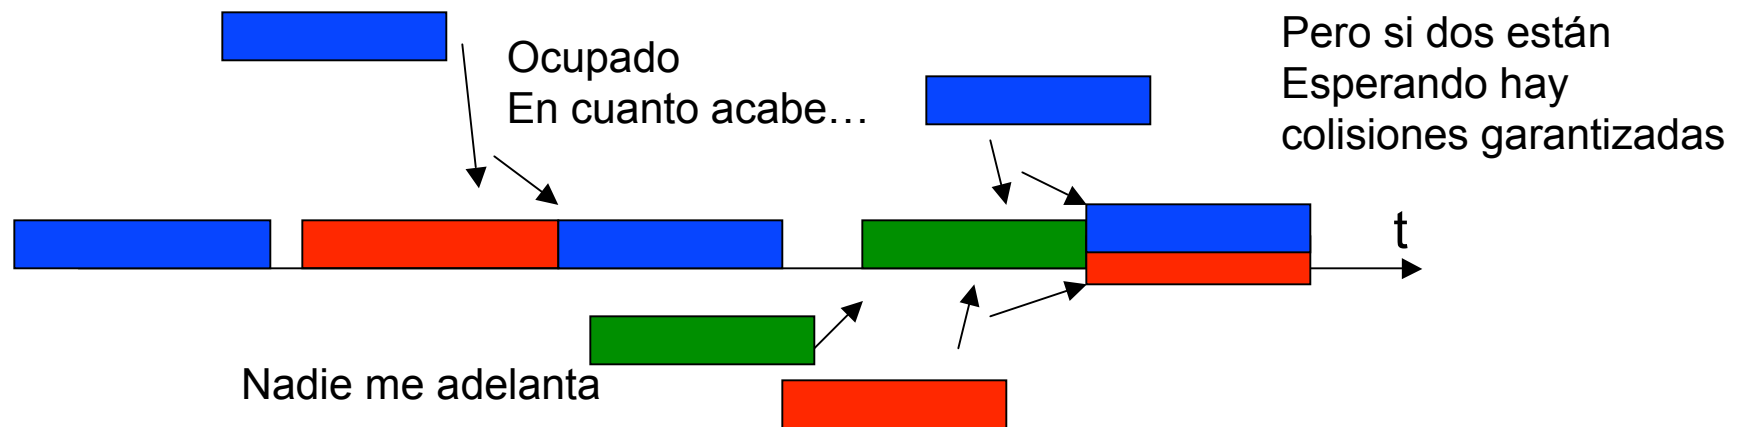 Ocupado
En cuanto acabe…
Pero si dos están
Esperando hay
colisiones garantizadas
t
Nadie me adelanta